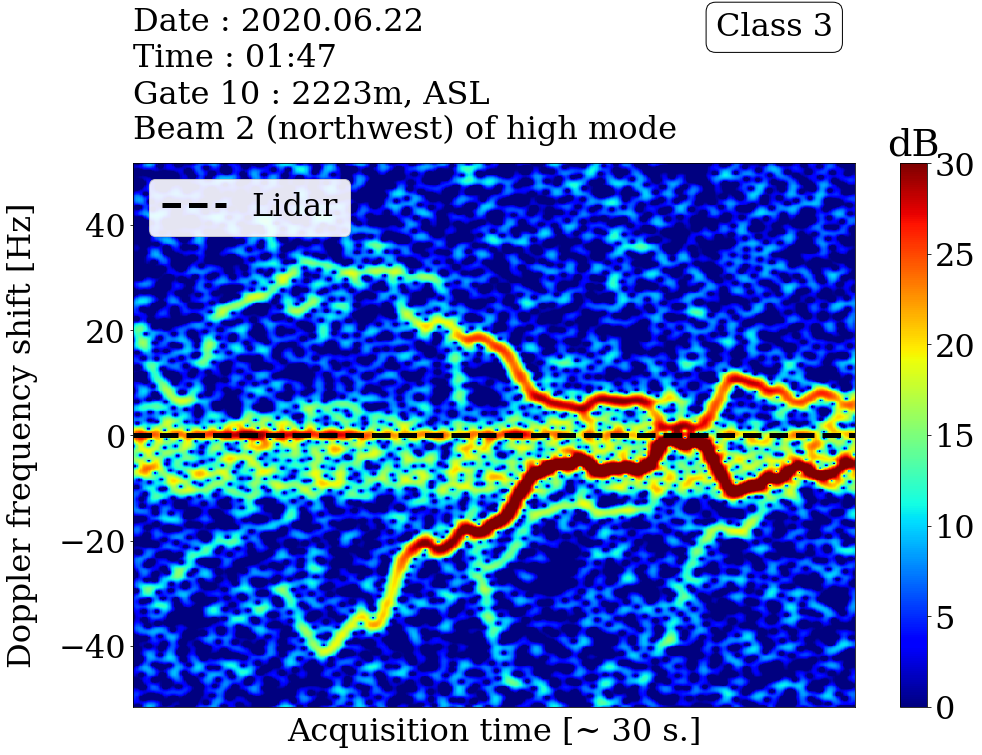 Date : 2020.06.22
Time : 01:47
Gate 10 : 2223m, ASL
Beam 2 (northwest) of high mode
Class 3
dB
Lidar
Doppler frequency shift [Hz]
40
20
0
−20
−40
Acquisition time [~ 30 s.]
30
25
20
15
10
5
0